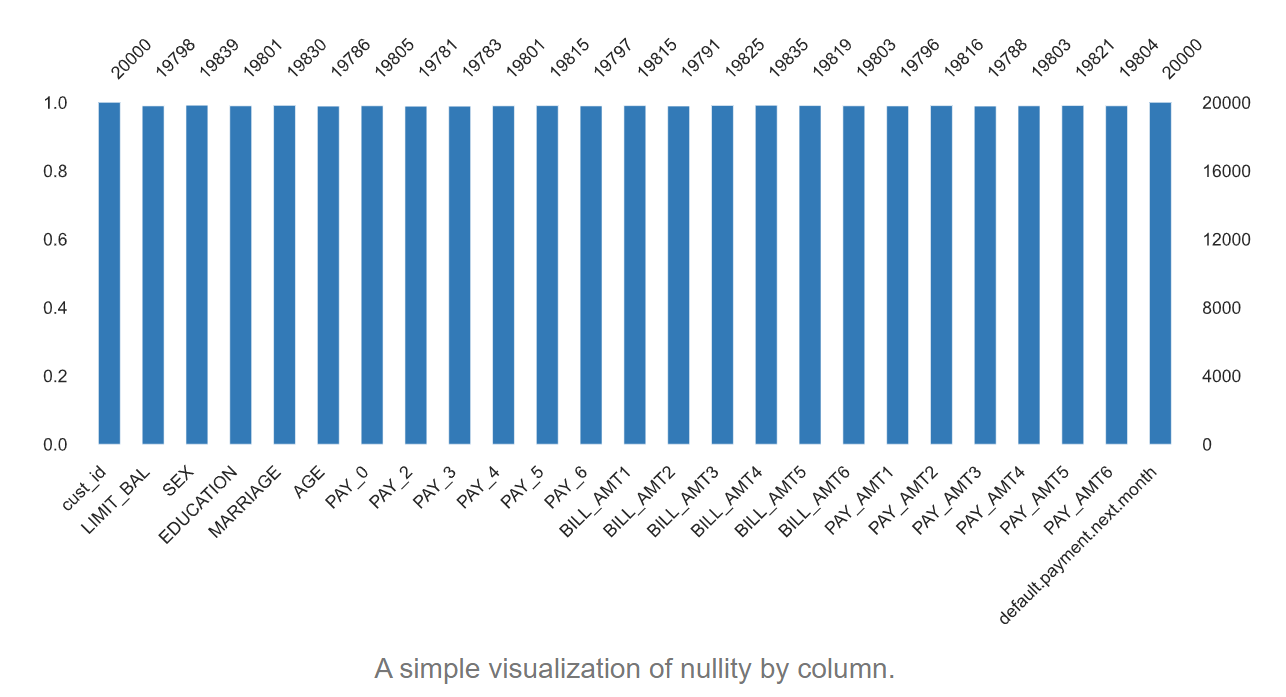 20000 19798 19839 19801 19830 19786 19805 19781 19783 19801 19815 19797 19815 19791 19825 19835 19819 19803 19796 19816 19788 19803 19821 19804 20000
1.0 20000
0.8 16000
0.6 12000
0.4 8000
0.2 4000
0.0 0
cust_id LIMIT_BAL SEX EDUCATION MARRIAGE AGE PAY_0 PAY_2 PAY_3 PAY_4 PAY_5 PAY_6 BILL_AMT1 BILL_AMT2 BILL_AMT3 BILL_AMT4 BILL_AMT5 BILL_AMT6 PAY_AMT1 PAY_AMT2 PAY_AMT3 PAY_AMT4 PAY_AMT5 PAY_AMT6 default.payment.next.month
A simple visualization of nullity by column.